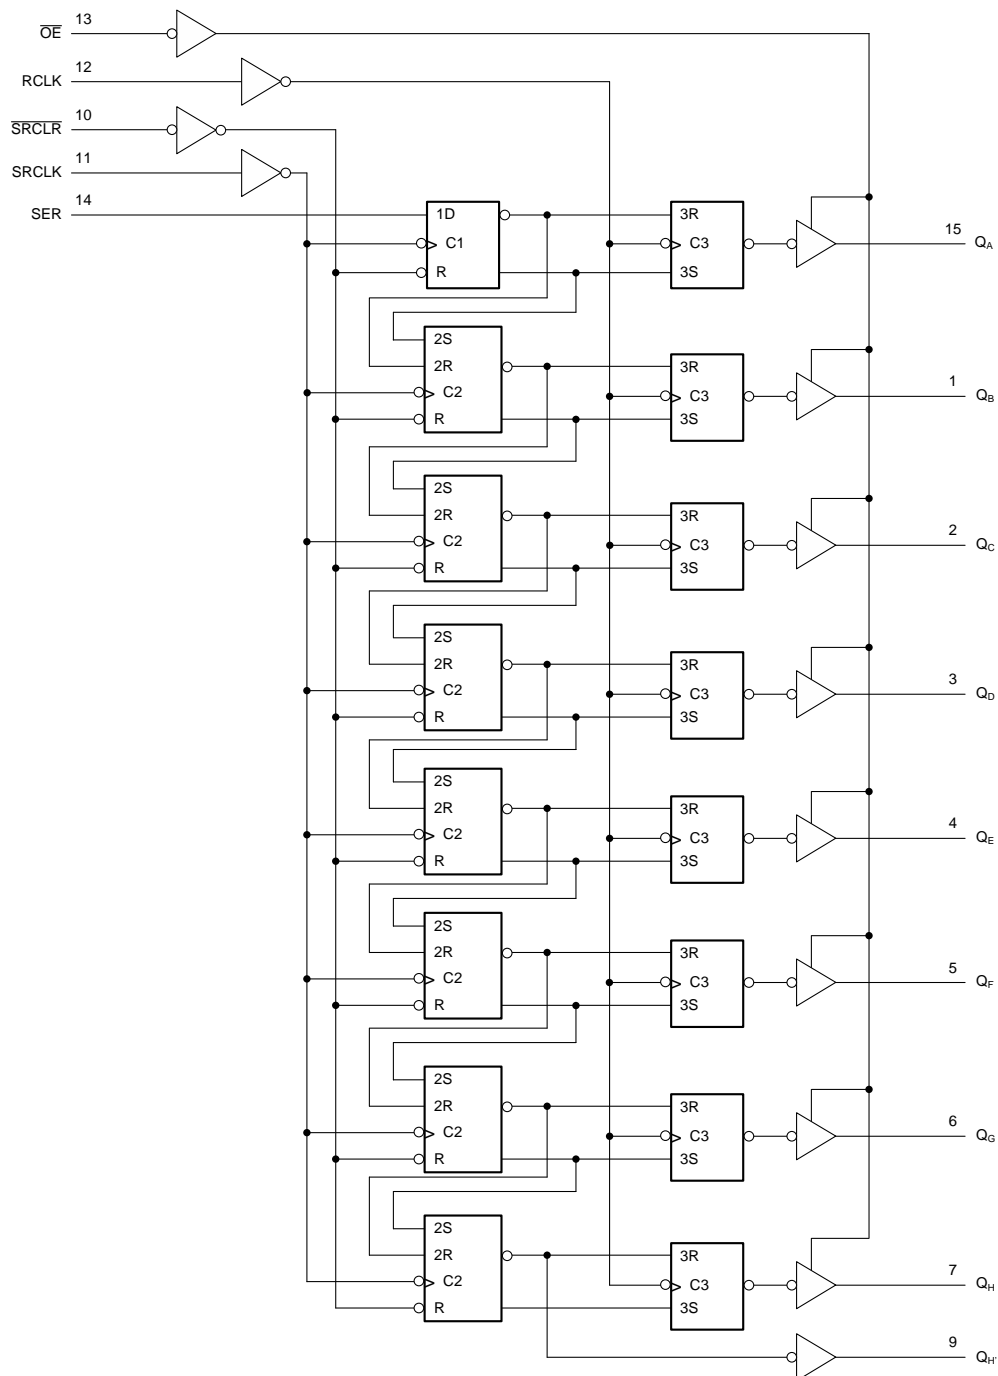 13
O͞E͞
12
RCLK
10
S͞R͞C͞L͞R͞
11
SRCLK
14
SER
1D
3R
15
C1
C3
QA
R
3S
2S
2R
3R
1
C2
C3
QB
R
3S
2S
2R
3R
2
C2
C3
QC
R
3S
2S
2R
3R
3
C2
C3
QD
R
3S
2S
2R
3R
4
C2
C3
QE
R
3S
2S
2R
3R
5
C2
C3
QF
R
3S
2S
2R
3R
6
C2
C3
QG
R
3S
2S
2R
3R
7
C2
C3
QH
R
3S
9
QH'